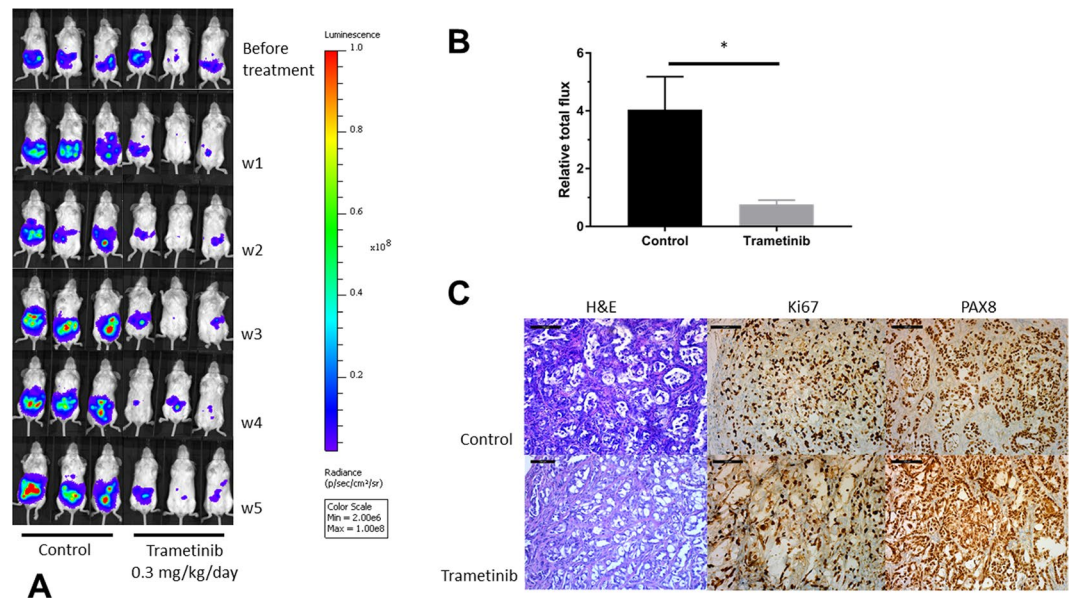 Before
treatment
w1
w2
w3
w4
w5
Control
Trametinib
0.3 mg/kg/day
A
Luminescence
1.0
0.8
0.6
x10⁸
0.4
0.2
Radiance
(p/sec/cm²/sr)
Color Scale
Min = 2.00e6
Max = 1.00e8
B
*
Relative total flux
6
4
2
0
Control
Trametinib
C
H&E
Ki67
PAX8
Control
Trametinib